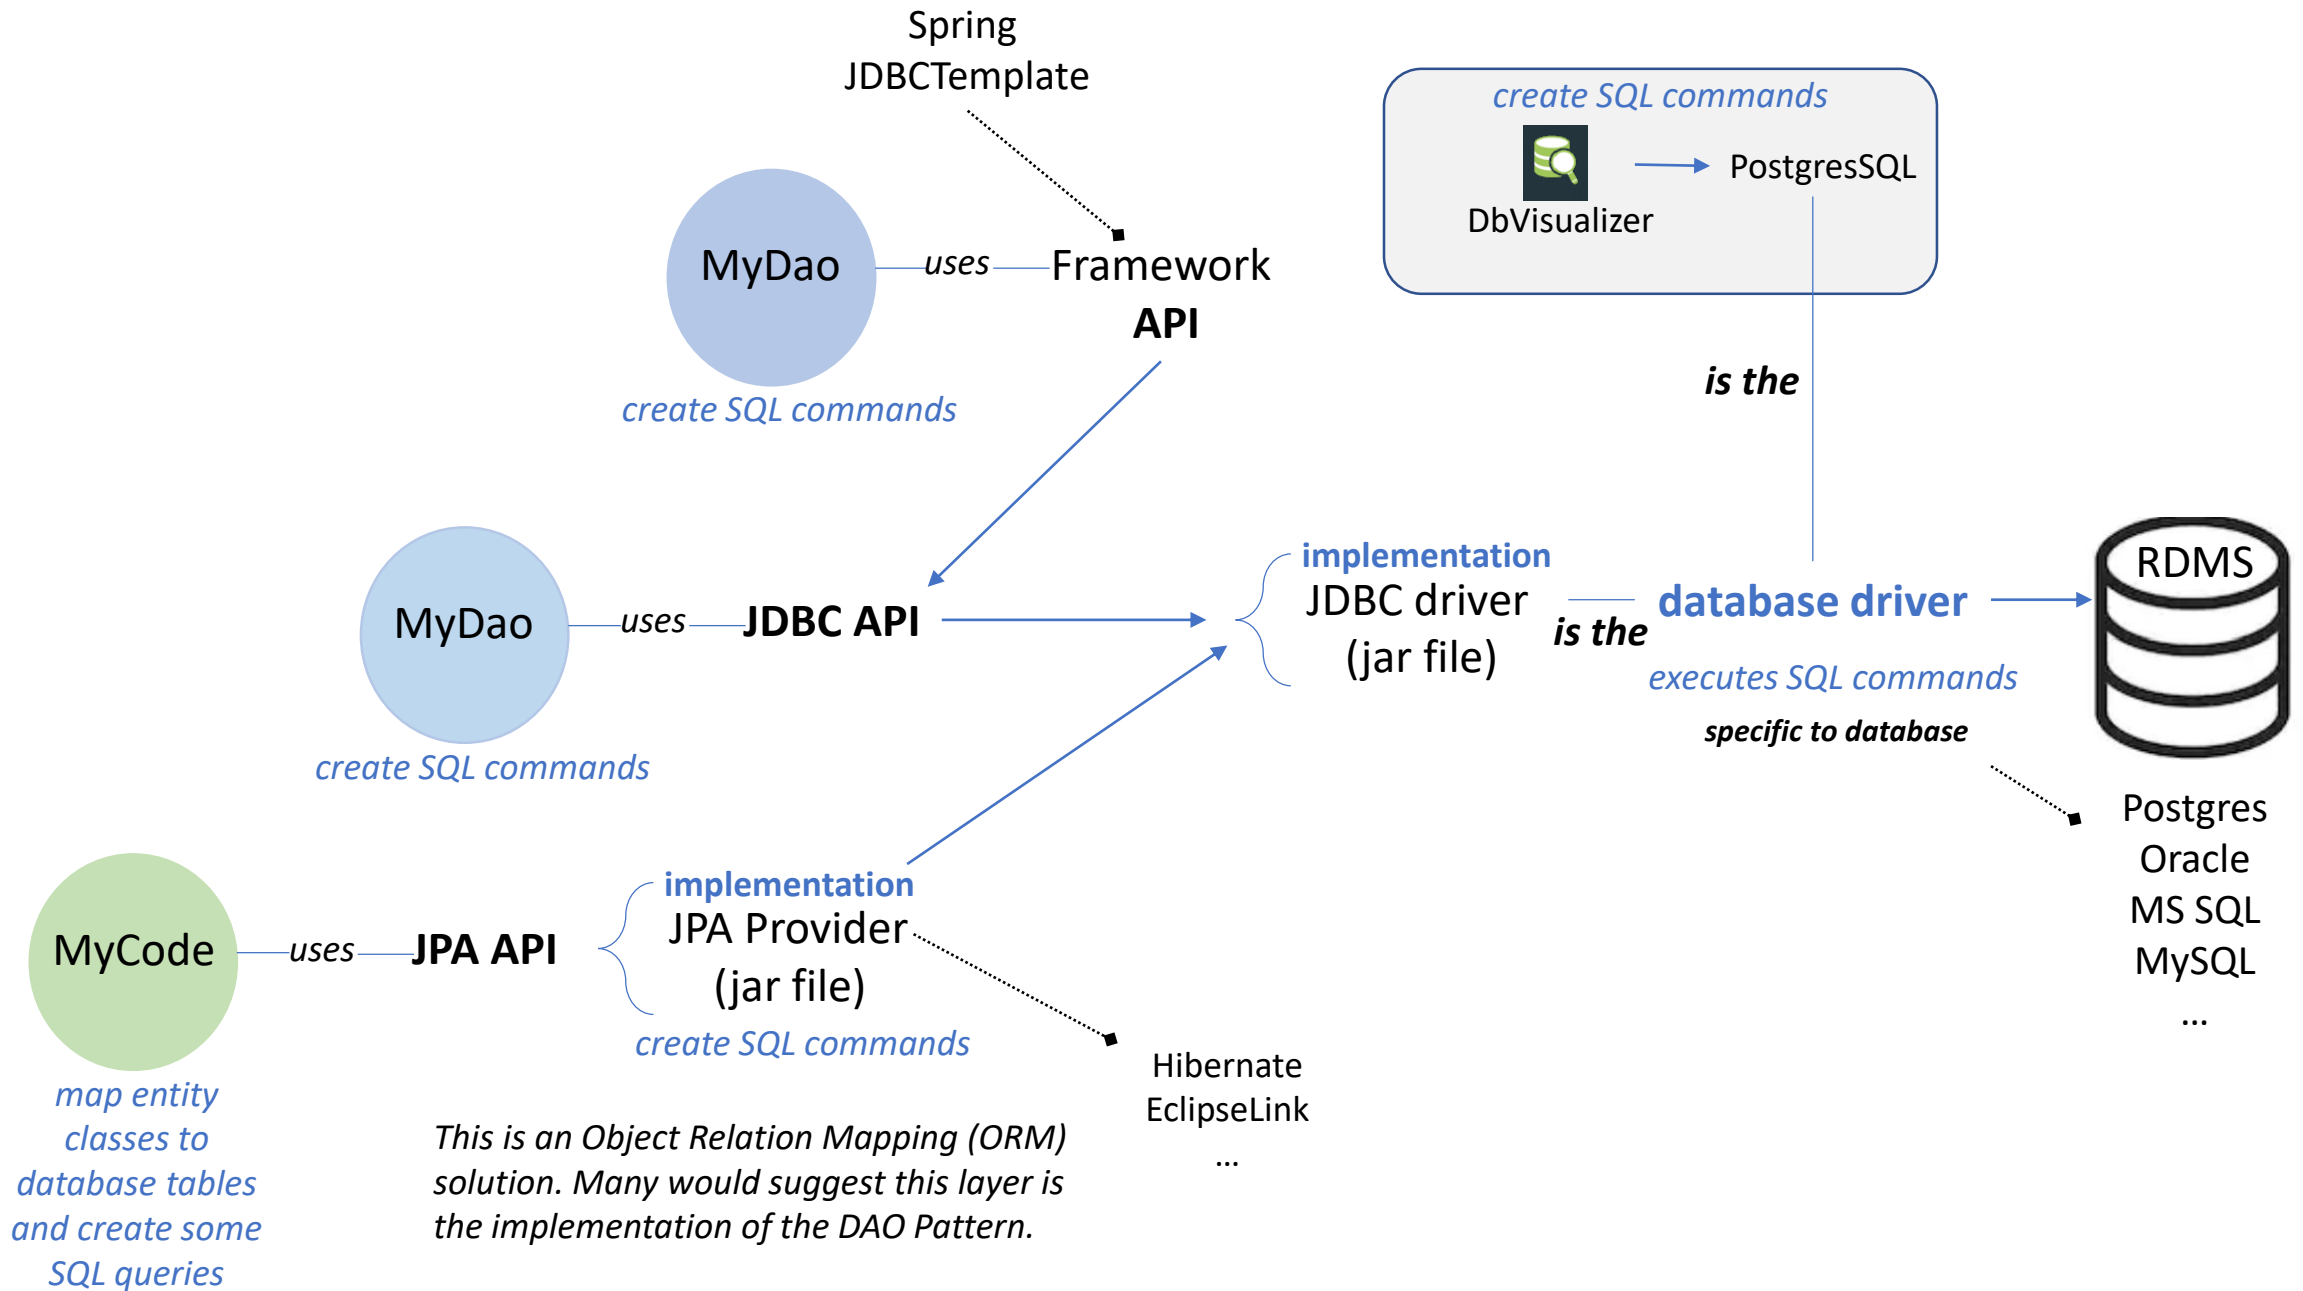 Spring
JDBCTemplate
create SQL commands
PostgresSQL
DbVisualizer
MyDao
uses
Framework
API
create SQL commands
is the
MyDao
uses
JDBC API
create SQL commands
implementation
JDBC driver
(jar file)
is the
database driver
executes SQL commands
specific to database
RDMS
Postgres
Oracle
MS SQL
MySQL
...
MyCode
uses
JPA API
implementation
JPA Provider
(jar file)
create SQL commands
Hibernate
EclipseLink
...
map entity
classes to
database tables
and create some
SQL queries
This is an Object Relation Mapping (ORM)
solution. Many would suggest this layer is
the implementation of the DAO Pattern.